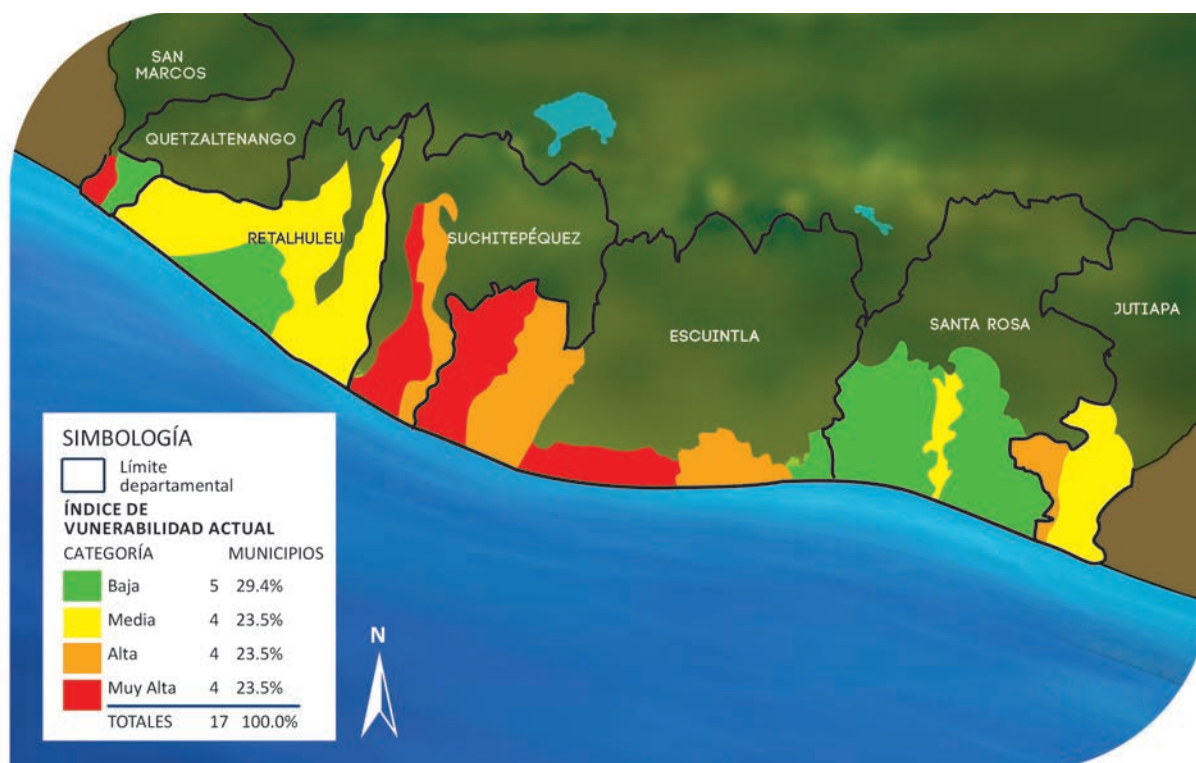 SAN
MARCOS
QUETZALTENANGO
RETALHULEU
SUCHITEPÉQUEZ
ESCUINTLA
SANTA ROSA
JUTIAPA
SIMBOLOGÍA
Límite
departamental
ÍNDICE DE
VUNERABILIDAD ACTUAL
CATEGORÍA MUNICIPIOS
Baja 5 29.4%
Media 4 23.5%
Alta 4 23.5%
Muy Alta 4 23.5%
TOTALES 17 100.0%
N